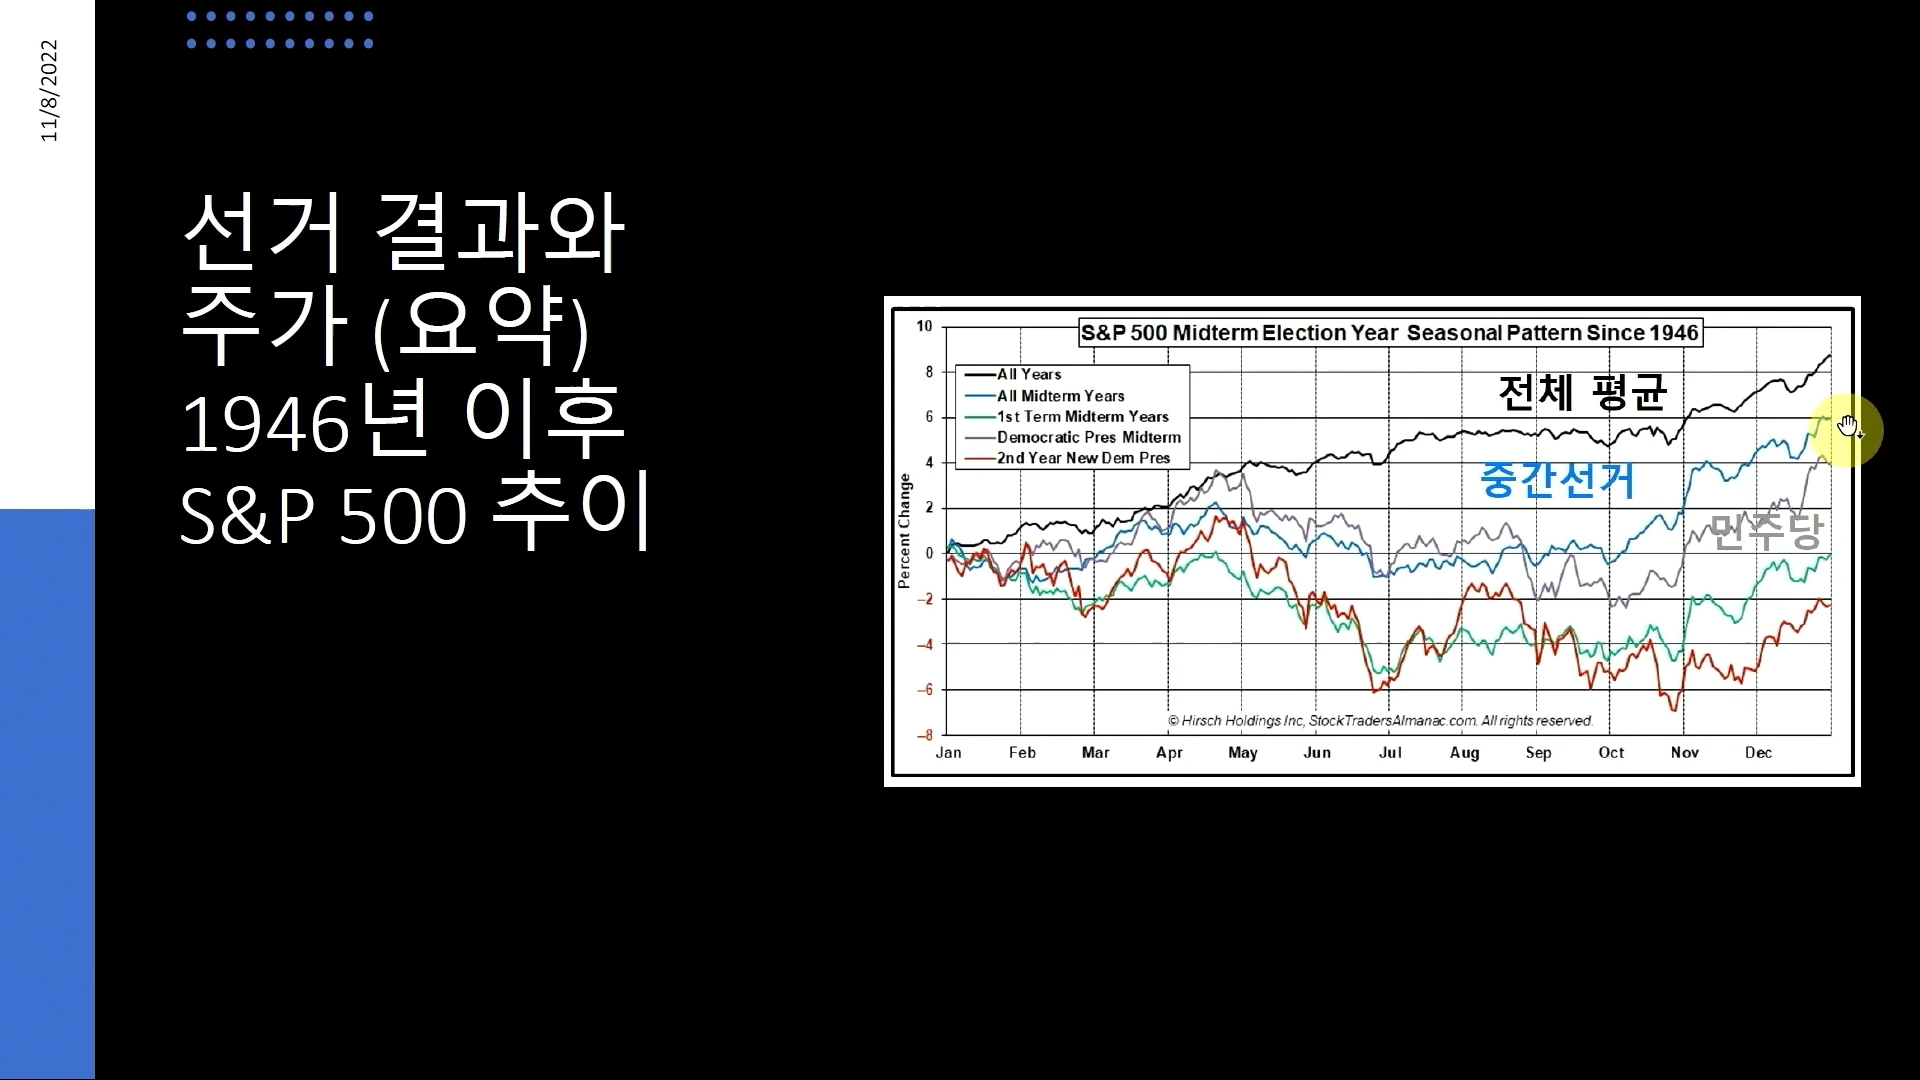 11/8/2022
선거 결과와
주가 (요약)
1946년 이후
S&P 500 추이
S&P 500 Midterm Election Year Seasonal Pattern Since 1946
All Years
All Midterm Years
1st Term Midterm Years
Democratic Pres Midterm
2nd Year New Dem Pres
전체 평균
중간선거
민주당
Percent Change
10
8
6
4
2
0
-2
-4
-6
-8
© Hirsch Holdings Inc, StockTradersAlmanac.com. All rights reserved.
Jan Feb Mar Apr May Jun Jul Aug Sep Oct Nov Dec